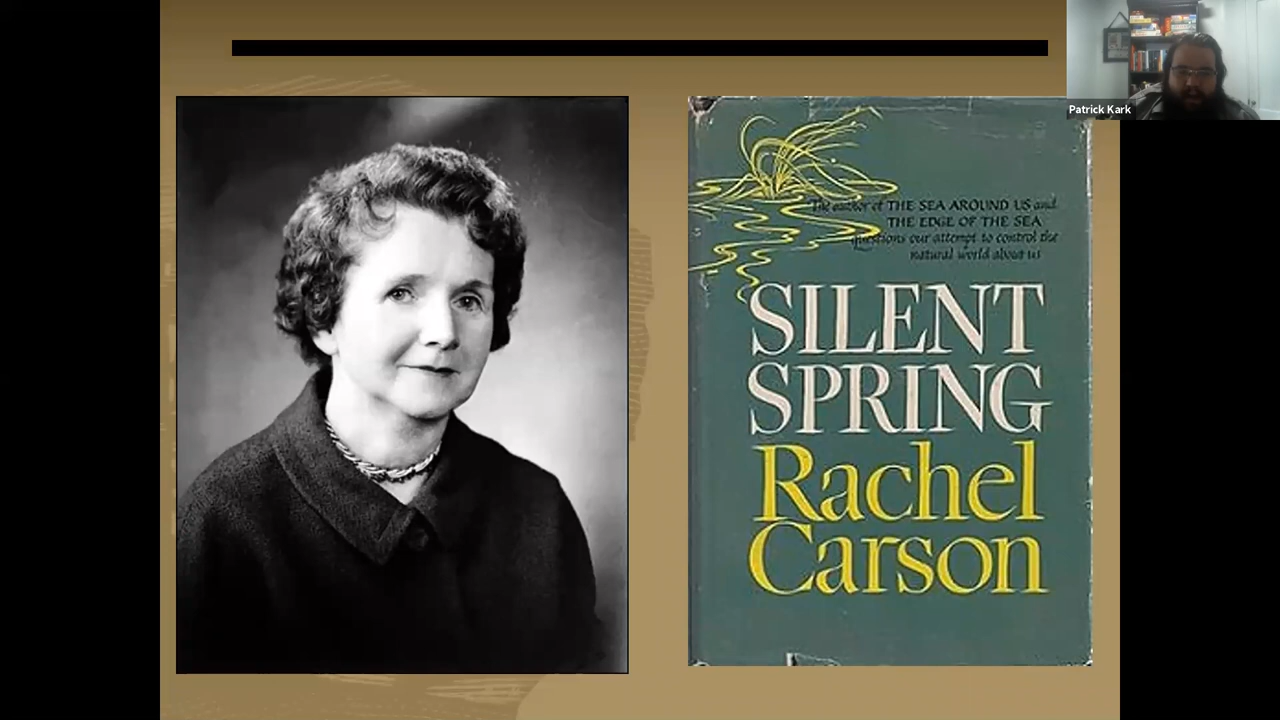 Patrick Kark
The author of THE SEA AROUND US and
THE EDGE OF THE SEA
questions our attempt to control the
natural world about us
SILENT
SPRING
Rachel
Carson